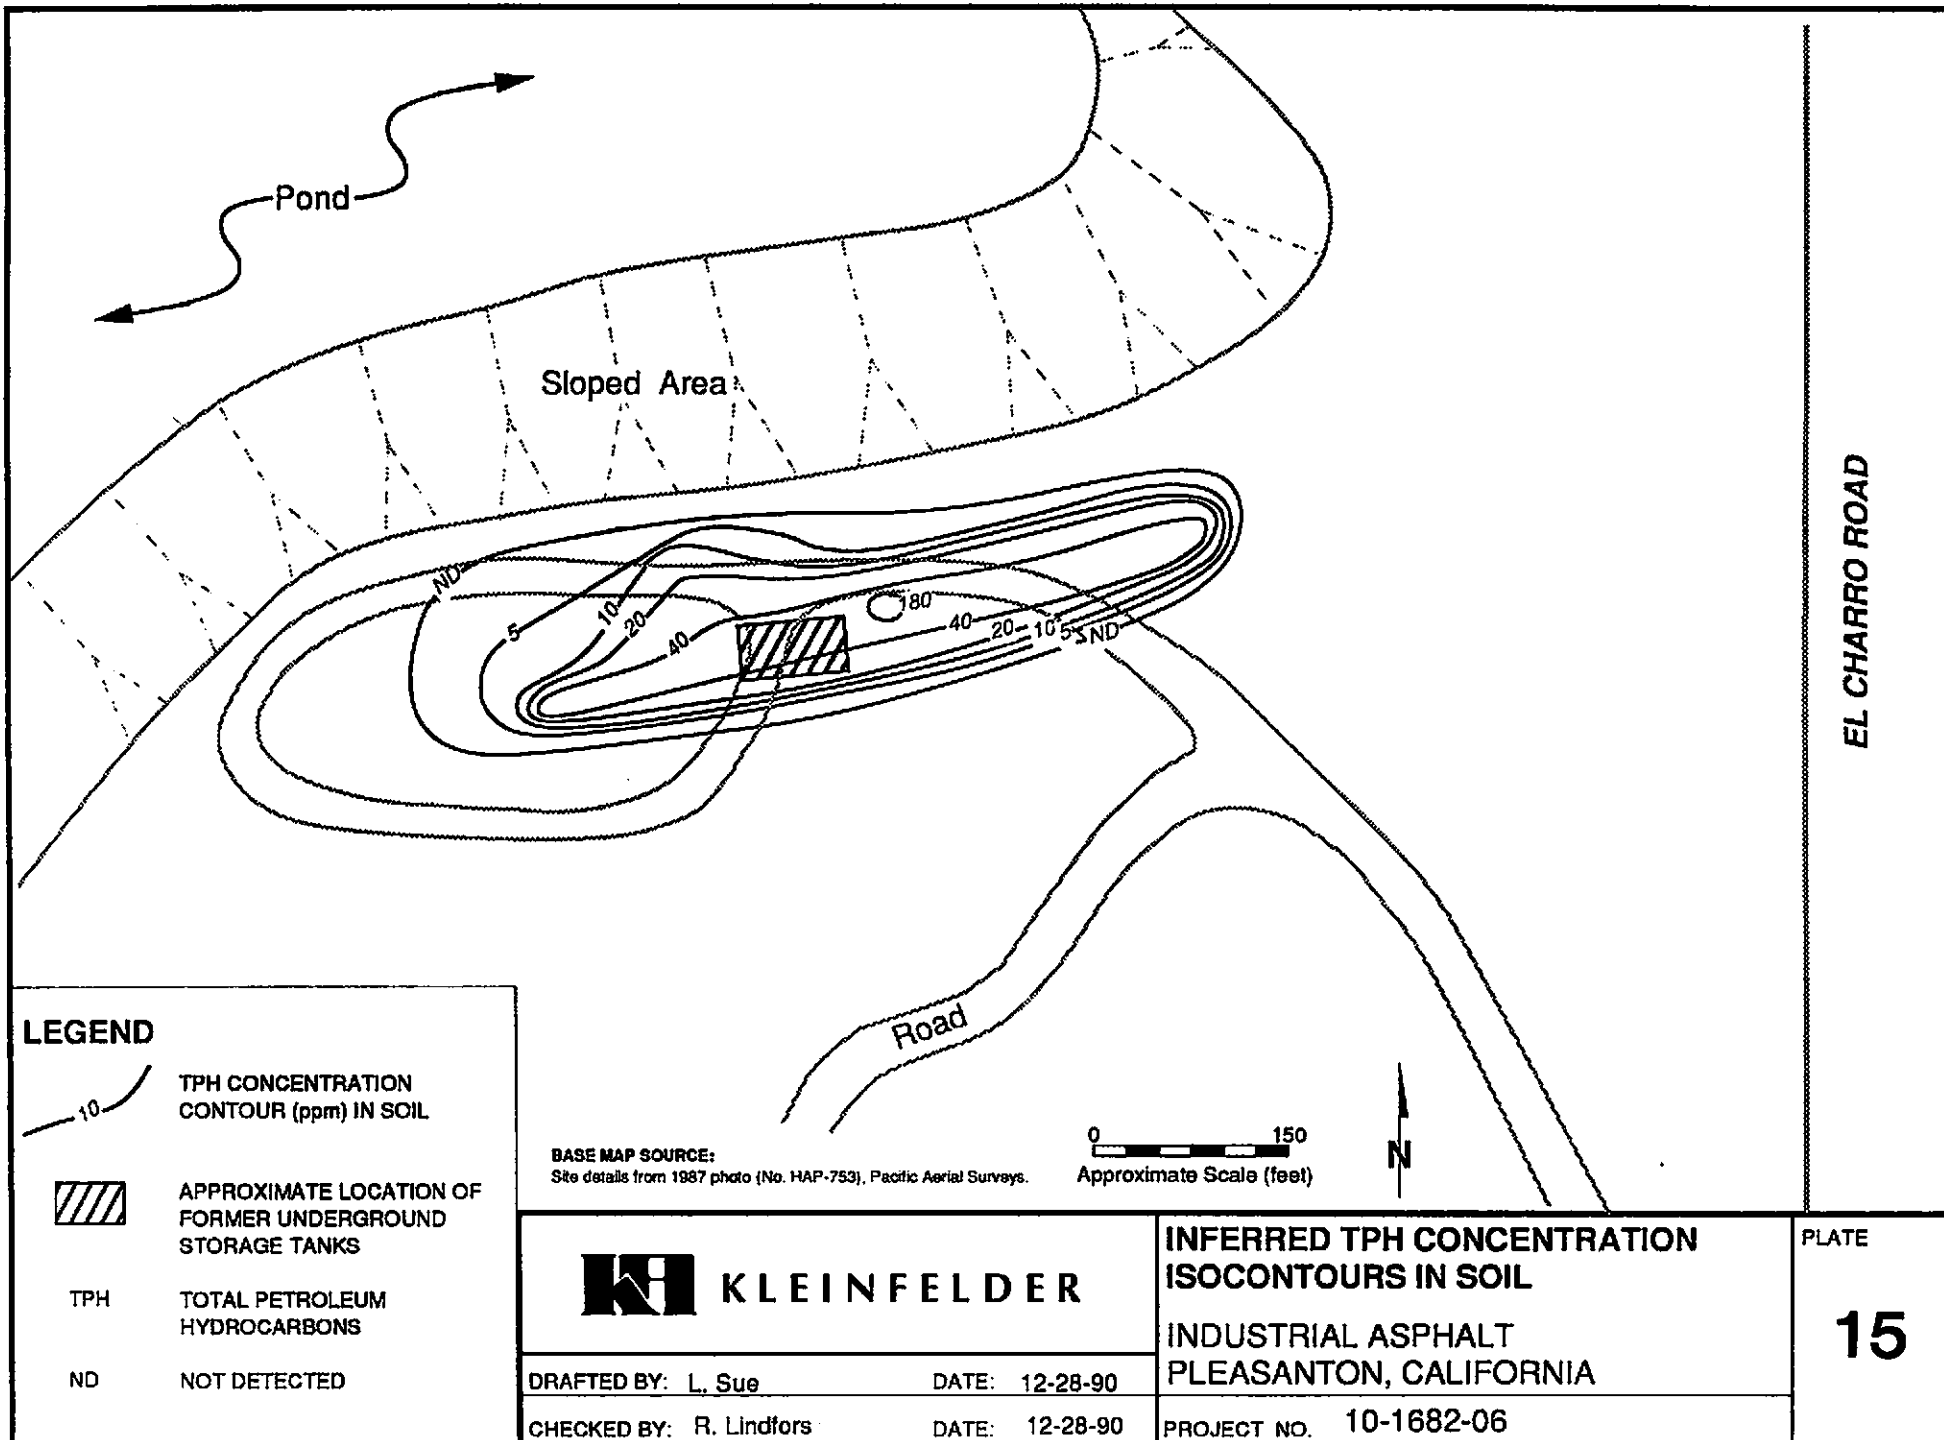 Pond
Sloped Area
EL CHARRO ROAD
ND
5
10
20
40
180
40
20
10
5
ND
Road
LEGEND
10
TPH CONCENTRATION
CONTOUR (ppm) IN SOIL
APPROXIMATE LOCATION OF
FORMER UNDERGROUND
STORAGE TANKS
TPH TOTAL PETROLEUM
HYDROCARBONS
ND NOT DETECTED
BASE MAP SOURCE:
Site details from 1987 photo (No. HAP-753), Pacific Aerial Surveys.
0 150
Approximate Scale (feet)
N
KLEINFELDER
DRAFTED BY: L. Sue DATE: 12-28-90
CHECKED BY: R. Lindfors DATE: 12-28-90
INFERRED TPH CONCENTRATION
ISOCONTOURS IN SOIL
INDUSTRIAL ASPHALT
PLEASANTON, CALIFORNIA
PROJECT NO. 10-1682-06
PLATE
15